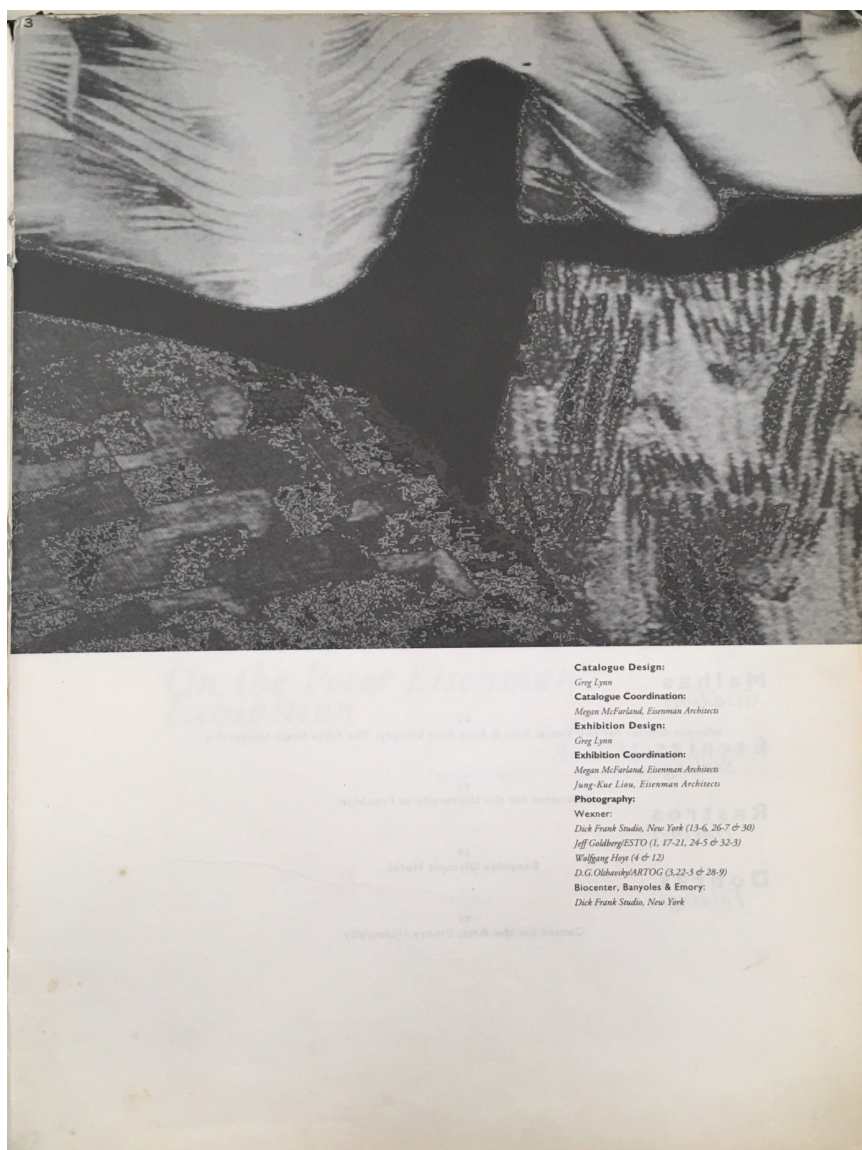 3
Catalogue Design:
Greg Lynn
Catalogue Coordination:
Megan McFarland, Eisenman Architects
Exhibition Design:
Greg Lynn
Exhibition Coordination:
Megan McFarland, Eisenman Architects
Jung-Kue Liou, Eisenman Architects
Photography:
Wexner:
Dick Frank Studio, New York (13-6, 26-7 & 30)
Jeff Goldberg/ESTO (1, 17-21, 24-5 & 32-3)
Wolfgang Hoyt (4 & 12)
D.G.Olshavsky/ARTOG (3,22-3 & 28-9)
Biocenter, Banyoles & Emory:
Dick Frank Studio, New York